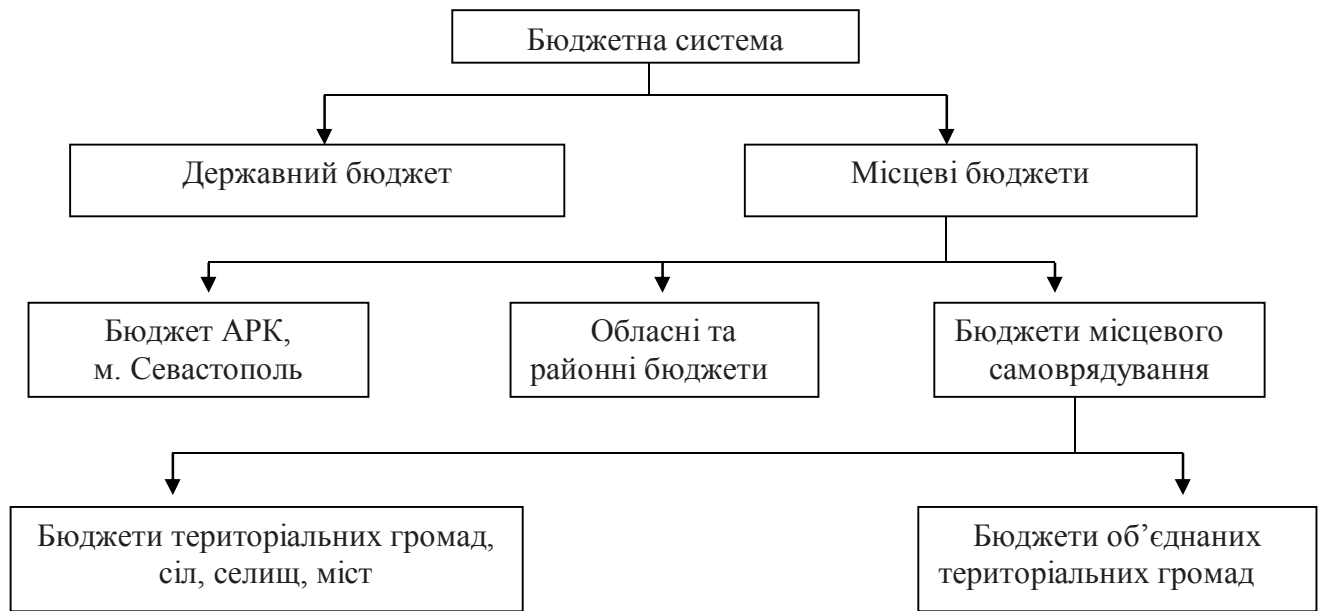 Бюджетна система
Державний бюджет
Місцеві бюджети
Бюджет АРК,
м. Севастополь
Обласні та
районні бюджети
Бюджети місцевого
самоврядування
Бюджети територіальних громад,
сіл, селищ, міст
Бюджети об’єднаних
територіальних громад